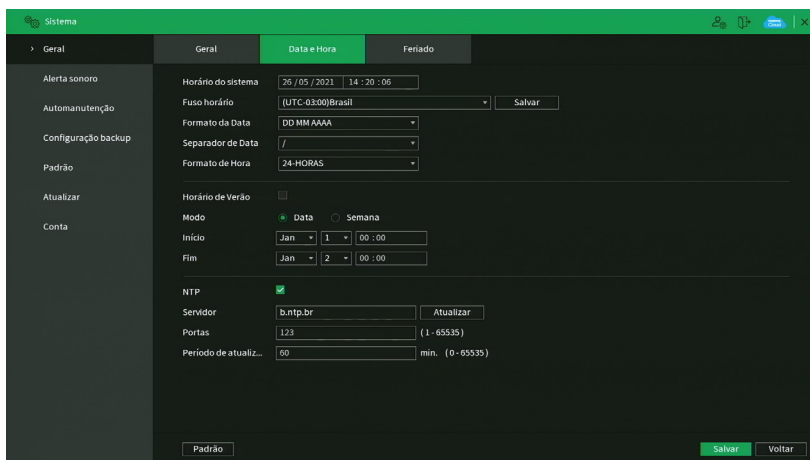 Sistema
Cloud
Geral
Geral
Data e Hora
Feriado
Alerta sonoro
Automanutenção
Configuração backup
Padrão
Atualizar
Conta
Horário do sistema 26 / 05 / 2021 14 : 20 : 06
Fuso horário (UTC-03:00)Brasil Salvar
Formato da Data DD MM AAAA
Separador de Data /
Formato de Hora 24-HORAS
Horário de Verão
Modo Data Semana
Início Jan 1 00 : 00
Fim Jan 2 00 : 00
NTP
Servidor b.ntp.br Atualizar
Portas 123 ( 1 - 65535)
Período de atualiz... 60 min. ( 0 - 65535)
Padrão Salvar Voltar